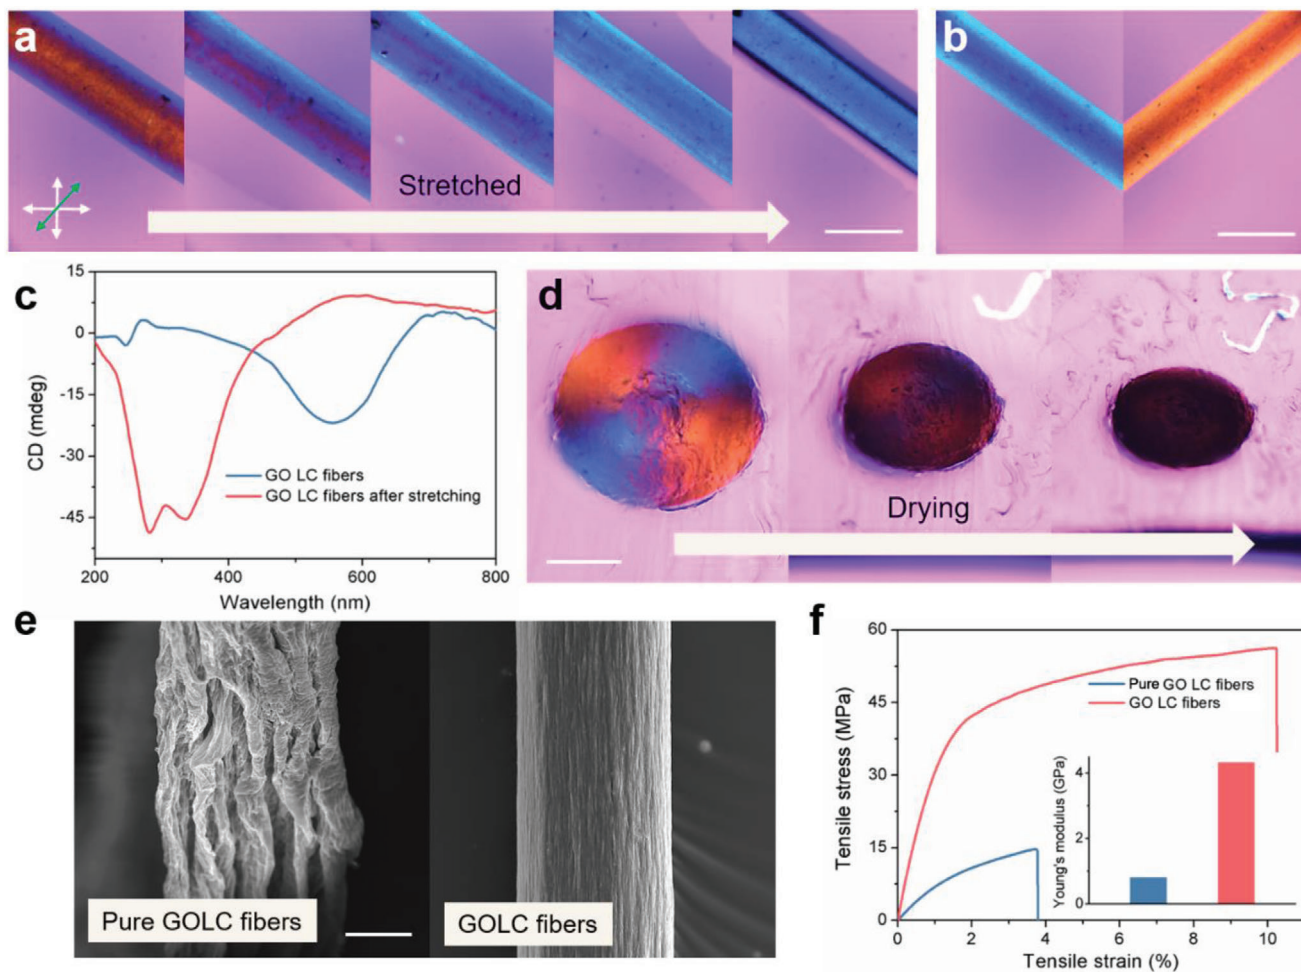 a
Stretched
b
c
15
0
-15
-30
-45
CD (mdeg)
GO LC fibers
GO LC fibers after stretching
200
400
600
800
Wavelength (nm)
d
Drying
e
Pure GOLC fibers
GOLC fibers
f
60
45
30
15
0
Tensile stress (MPa)
Pure GO LC fibers
GO LC fibers
4
2
0
Young's modulus (GPa)
0
2
4
6
8
10
Tensile strain (%)